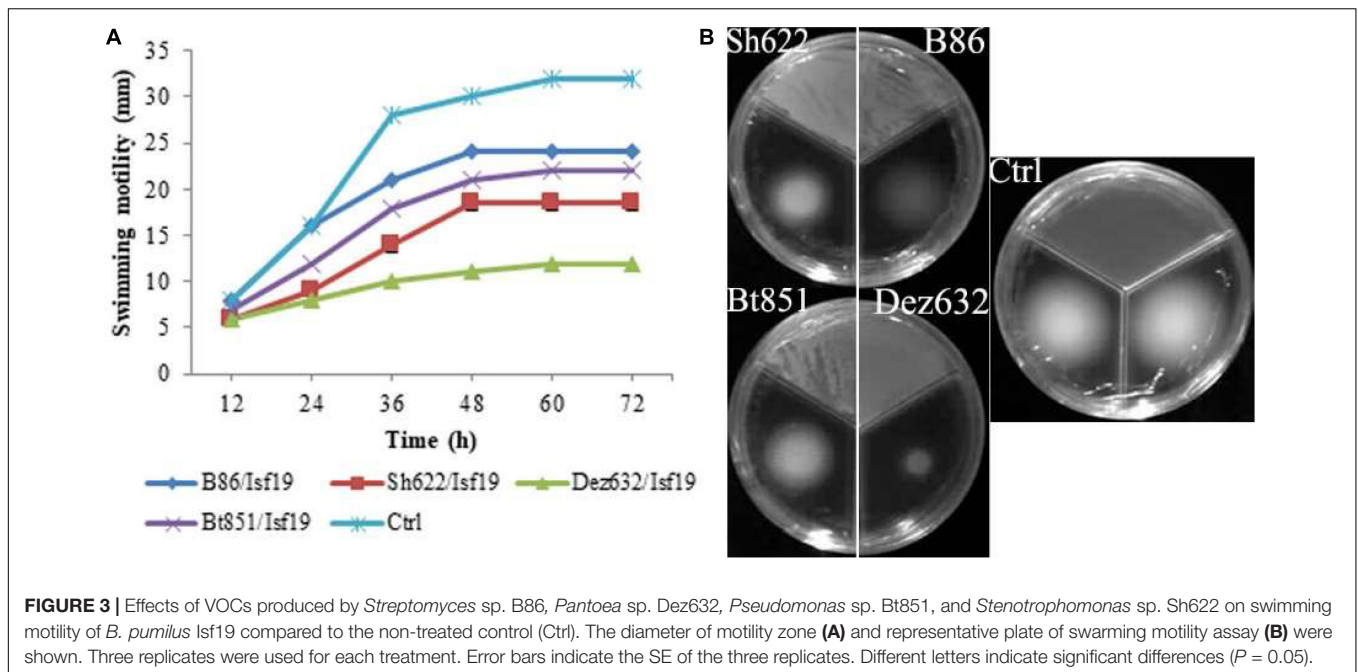 A
Swimming motility (mm)
35
30
25
20
15
10
5
0
12 24 36 48 60 72
Time (h)
B86/Isf19 Sh622/Isf19 Dez632/Isf19
Bt851/Isf19 Ctrl
B
Sh622 B86
Bt851 Dez632
Ctrl
FIGURE 3 | Effects of VOCs produced by Streptomyces sp. B86, Pantoea sp. Dez632, Pseudomonas sp. Bt851, and Stenotrophomonas sp. Sh622 on swimming
motility of B. pumilus Isf19 compared to the non-treated control (Ctrl). The diameter of motility zone (A) and representative plate of swarming motility assay (B) were
shown. Three replicates were used for each treatment. Error bars indicate the SE of the three replicates. Different letters indicate significant differences (P = 0.05).